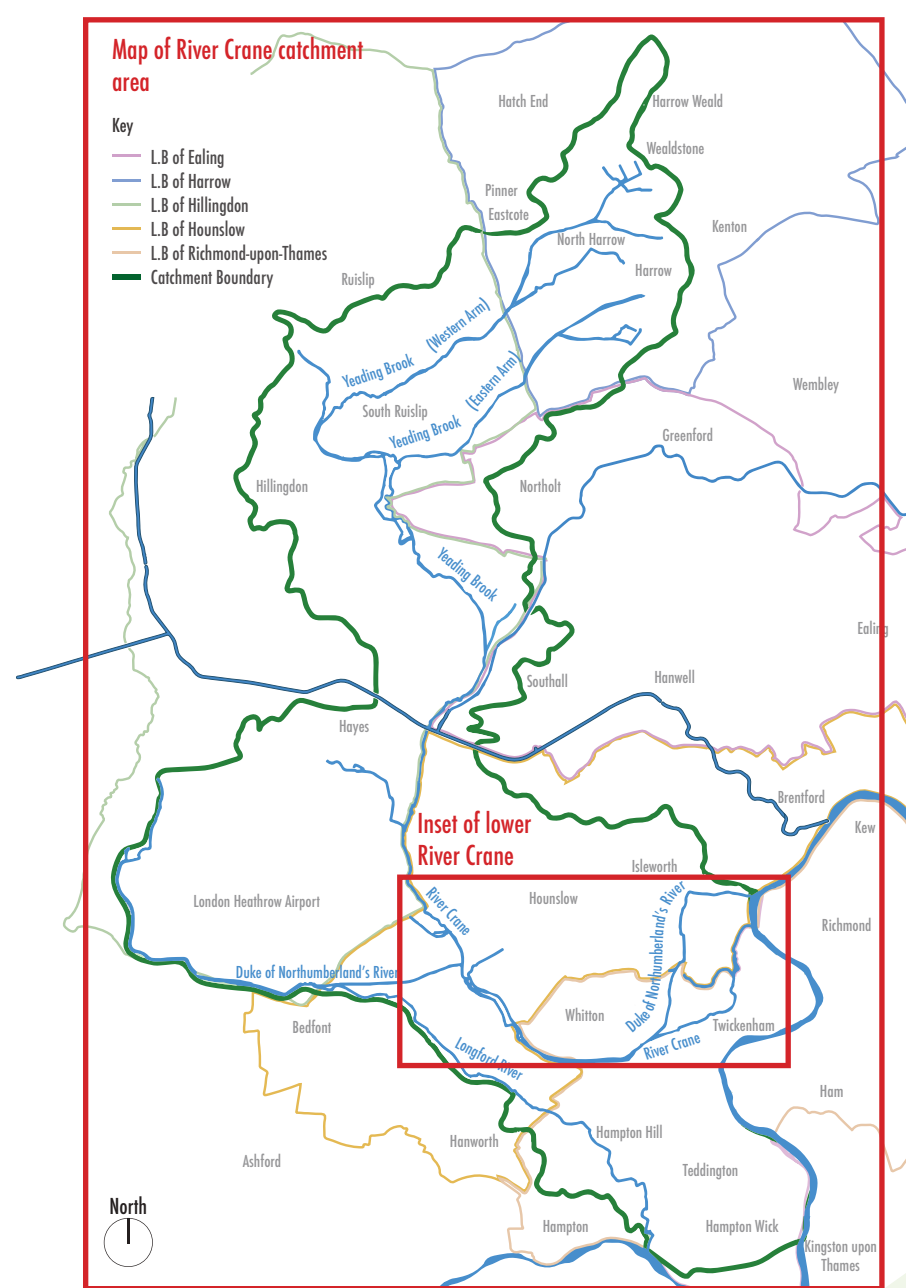 Map of River Crane catchment
area
Key
L.B of Ealing
L.B of Harrow
L.B of Hillingdon
L.B of Hounslow
L.B of Richmond-upon-Thames
Catchment Boundary
Hatch End
Harrow Weald
Wealdstone
Pinner
Eastcote
Kenton
North Harrow
Harrow
Ruislip
Yeading Brook (Western Arm)
South Ruislip
Yeading Brook (Eastern Arm)
Wembley
Greenford
Hillingdon
Northolt
Yeading Brook
Ealing
Southall
Hanwell
Hayes
Brentford
Kew
Inset of lower
River Crane
Isleworth
London Heathrow Airport
River Crane
Hounslow
Richmond
Duke of Northumberland's River
Duke of Northumberland's River
Bedfont
Whitton
Twickenham
River Crane
Longford River
Ham
Hampton Hill
Hanworth
Ashford
Teddington
North
Hampton
Hampton Wick
Kingston upon
Thames